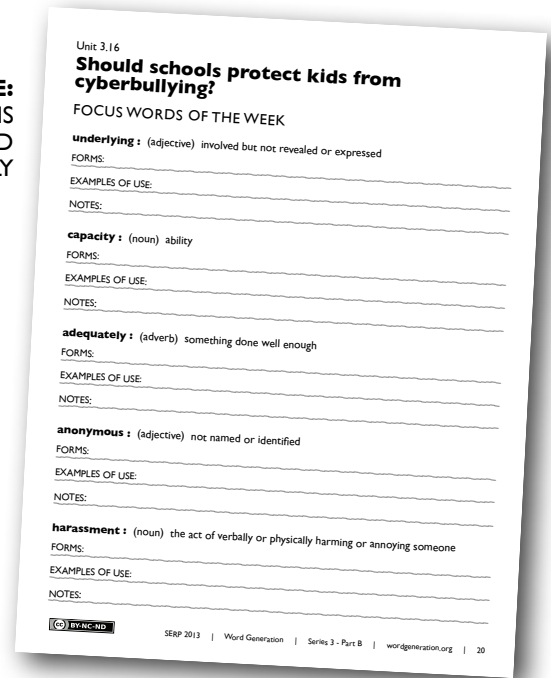 E:
IS
D
LY
Unit 3.16
Should schools protect kids from
cyberbullying?
FOCUS WORDS OF THE WEEK
underlying : (adjective) involved but not revealed or expressed
FORMS:
EXAMPLES OF USE:
NOTES:
capacity : (noun) ability
FORMS:
EXAMPLES OF USE:
NOTES:
adequately : (adverb) something done well enough
FORMS:
EXAMPLES OF USE:
NOTES:
anonymous : (adjective) not named or identified
FORMS:
EXAMPLES OF USE:
NOTES:
harassment : (noun) the act of verbally or physically harming or annoying someone
FORMS:
EXAMPLES OF USE:
NOTES:
cc BY-NC-ND
SERP 2013 | Word Generation | Series 3 - Part B | wordgeneration.org | 20